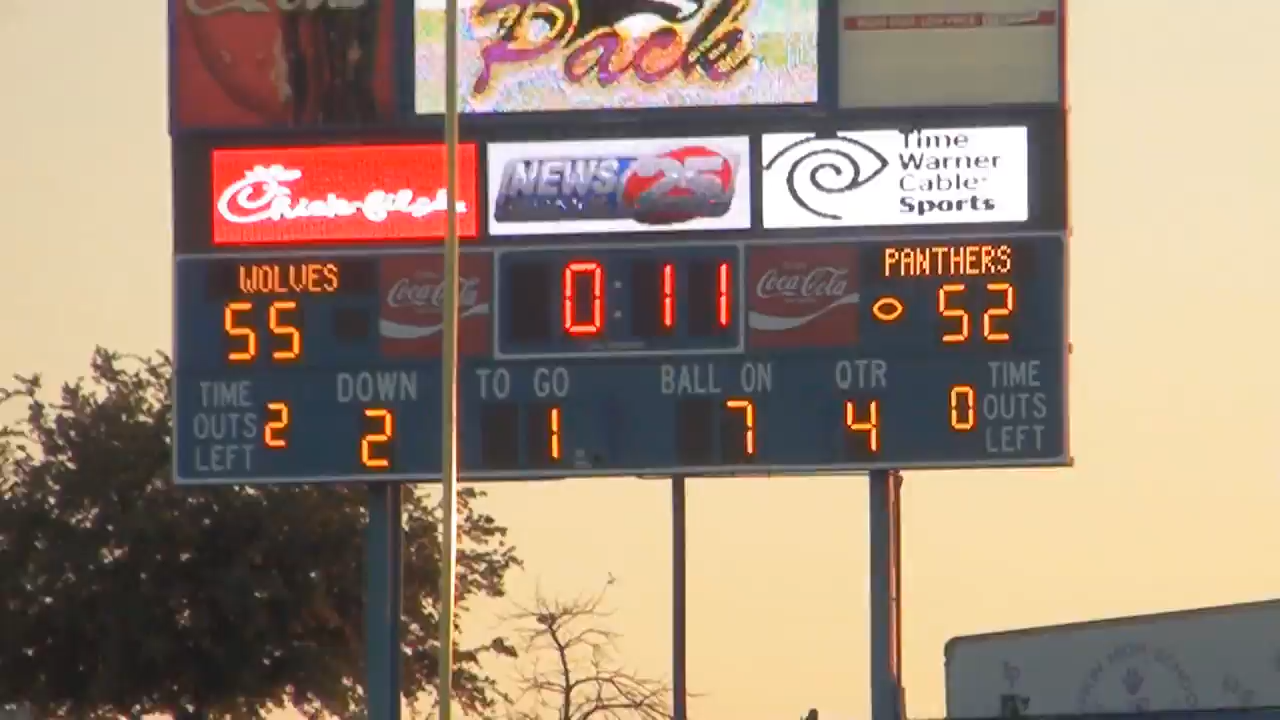 Pack
Chick-fil-A
NEWS 25
Time
Warner
Cable
Sports
WOLVES
55
Coca-Cola
0:11
Coca-Cola
PANTHERS
52
TIME
OUTS
LEFT
2
DOWN
2
TO GO
1
BALL ON
7
QTR
4
0
TIME
OUTS
LEFT